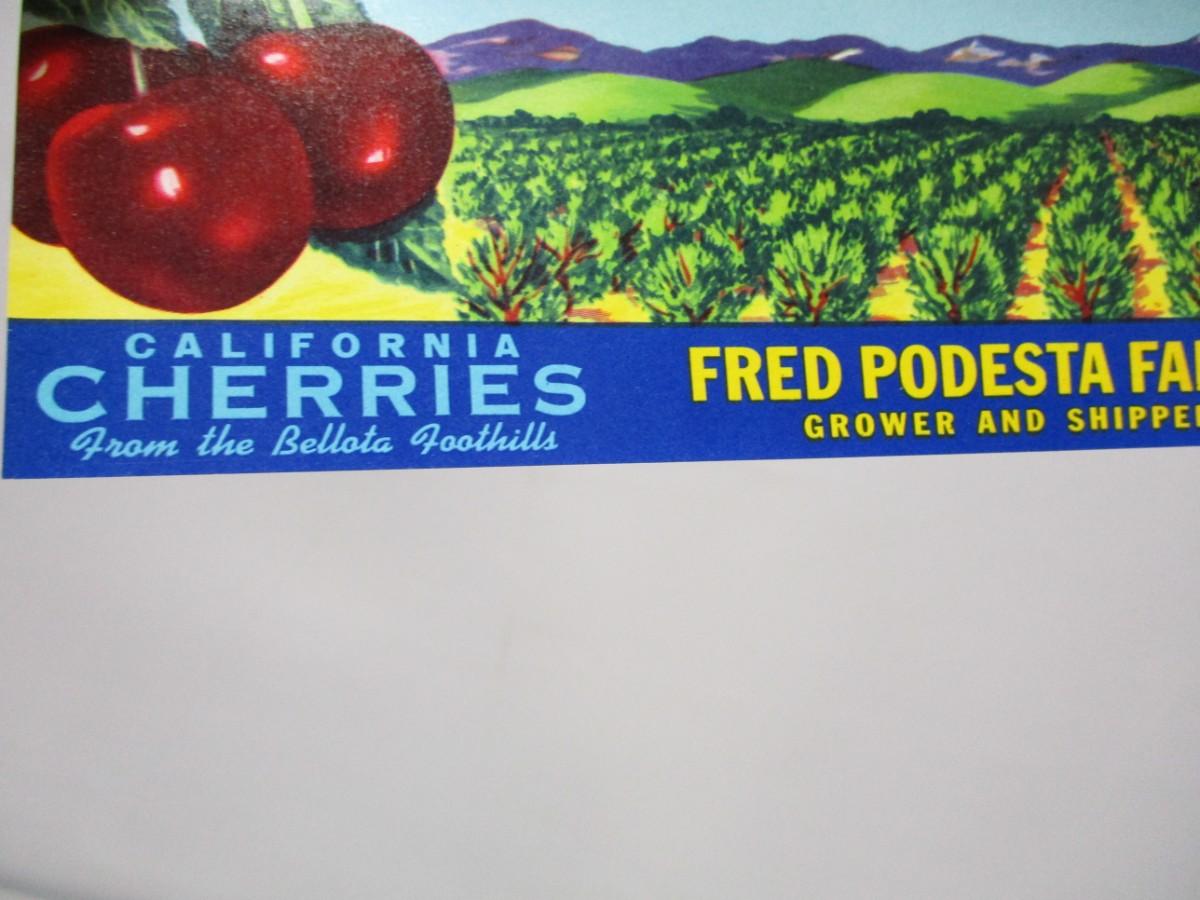 CALIFORNIA
CHERRIES
From the Bellota Foothills
FRED PODESTA
GROWER AND